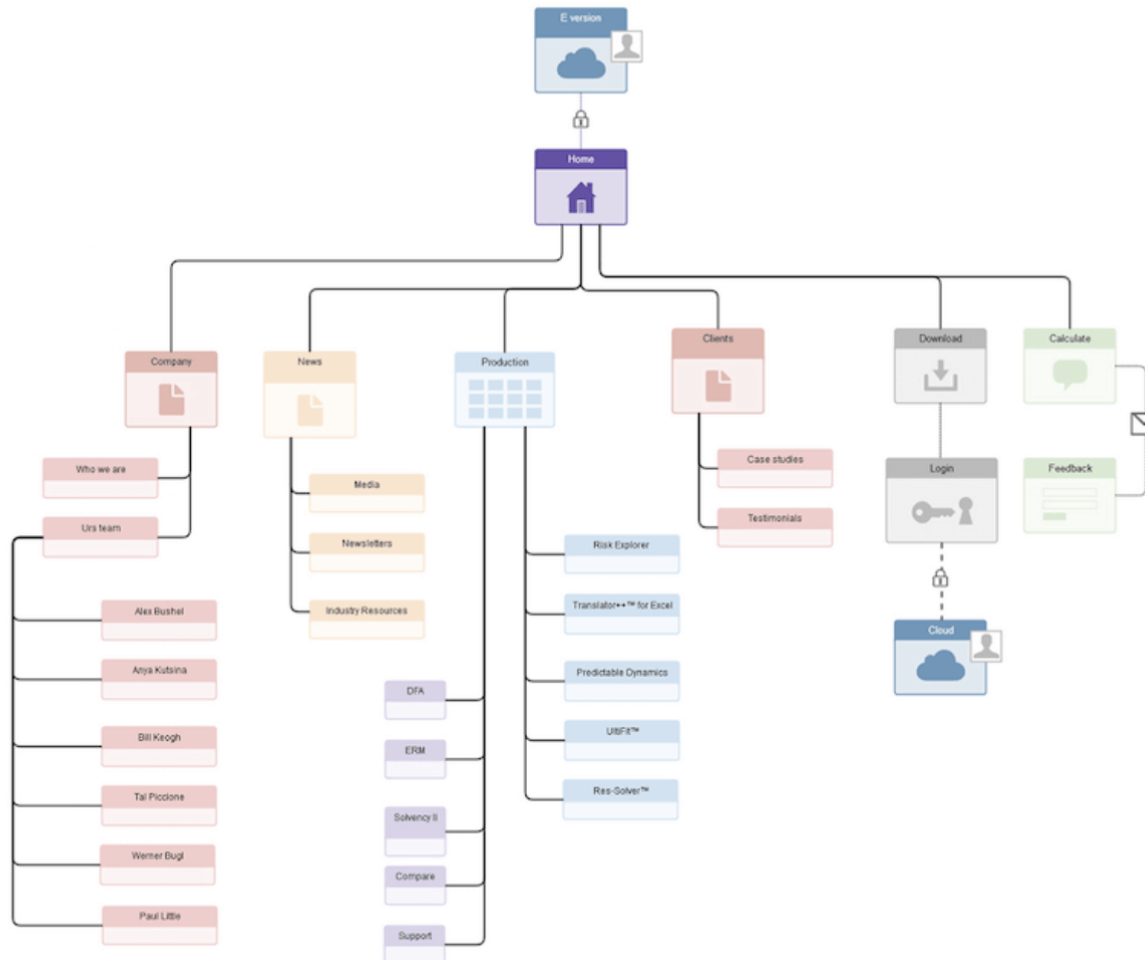 E version
Home
Company
News
Production
Clients
Download
Calculate
Who we are
Urs team
Alex Bushel
Anya Kutsina
Bill Keogh
Tal Piccione
Werner Bugl
Paul Little
Media
Newsletters
Industry Resources
DFA
ERM
Solvency II
Compare
Support
Risk Explorer
Translator++™ for Excel
Predictable Dynamics
UltiFit™
Res-Solver™
Case studies
Testimonials
Login
Cloud
Feedback